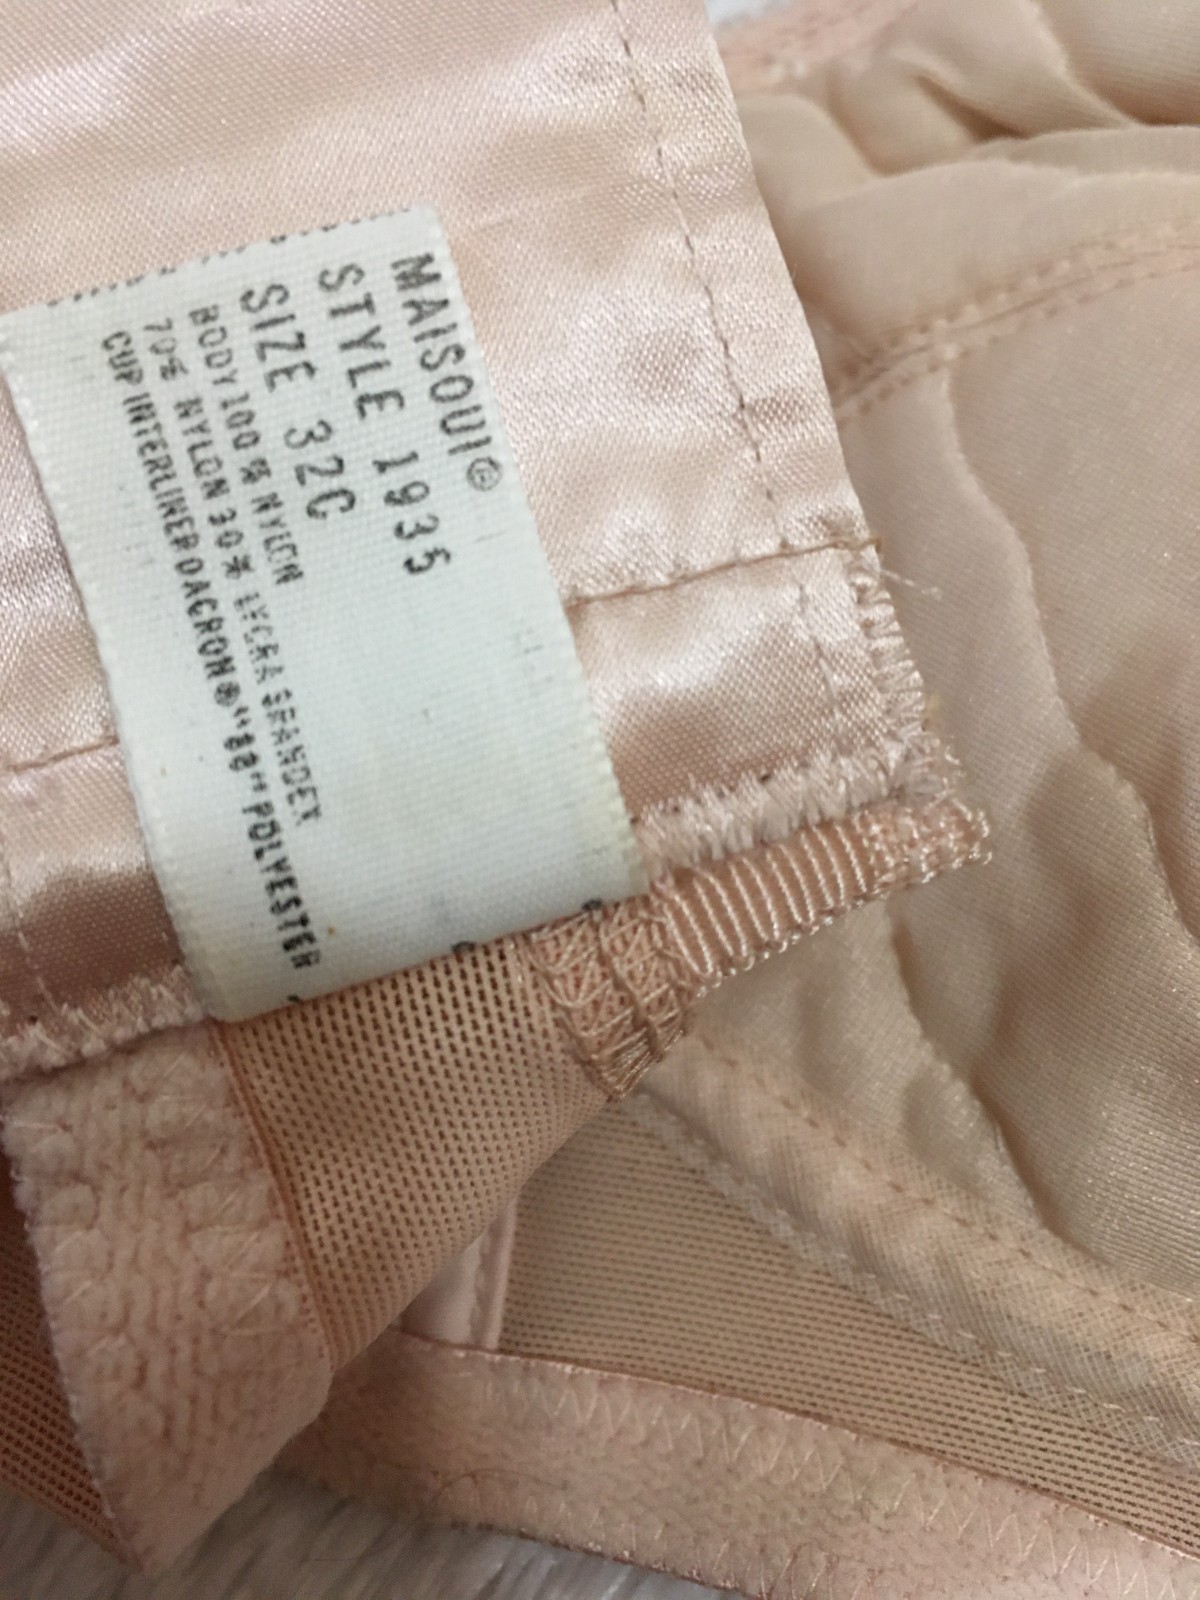 MAISOUI®
STYLE 1935
SIZE 32C
BODY 100% NYLON
70% NYLON 30% LYCRA SPANDEX
CUP INTERLINER DACRON® "88" POLYESTER